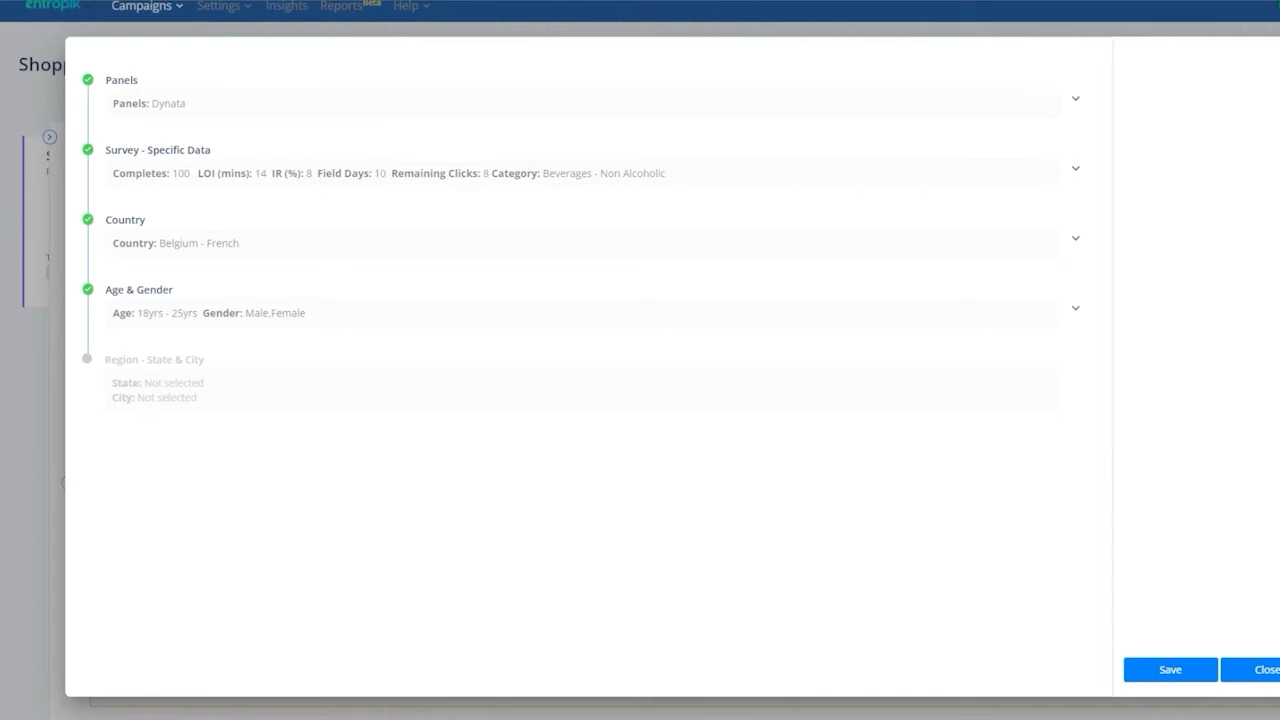 entropik
Campaigns Settings Insights Reports Beta Help
Shopp
Panels
Panels: Dynata
Survey - Specific Data
Completes: 100 LOI (mins): 14 IR (%): 8 Field Days: 10 Remaining Clicks: 8 Category: Beverages - Non Alcoholic
Country
Country: Belgium - French
Age & Gender
Age: 18yrs - 25yrs Gender: Male,Female
Region - State & City
State: Not selected
City: Not selected
Save Close